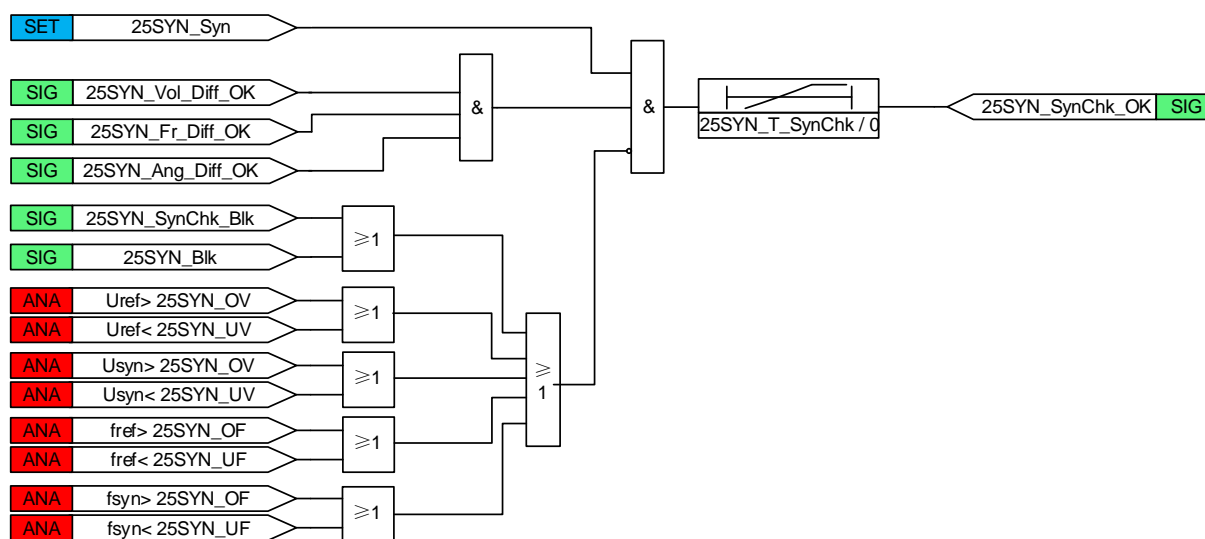 SET 25SYN_Syn
SIG 25SYN_Vol_Diff_OK
SIG 25SYN_Fr_Diff_OK
SIG 25SYN_Ang_Diff_OK
&
&
25SYN_T_SynChk / 0
25SYN_SynChk_OK SIG
SIG 25SYN_SynChk_Blk
SIG 25SYN_Blk
≥1
ANA Uref> 25SYN_OV
ANA Uref< 25SYN_UV
≥1
ANA Usyn> 25SYN_OV
ANA Usyn< 25SYN_UV
≥1
ANA fref> 25SYN_OF
ANA fref< 25SYN_UF
≥1
ANA fsyn> 25SYN_OF
ANA fsyn< 25SYN_UF
≥1
≥
1